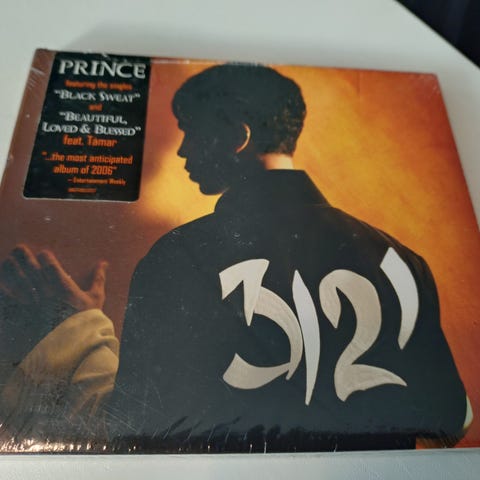 PRINCE
featuring the singles
"BLACK SWEAT"
and
"BEAUTIFUL,
LOVED & BLESSED"
feat. Tamar
"...the most anticipated
album of 2006"
– Entertainment Weekly
3121